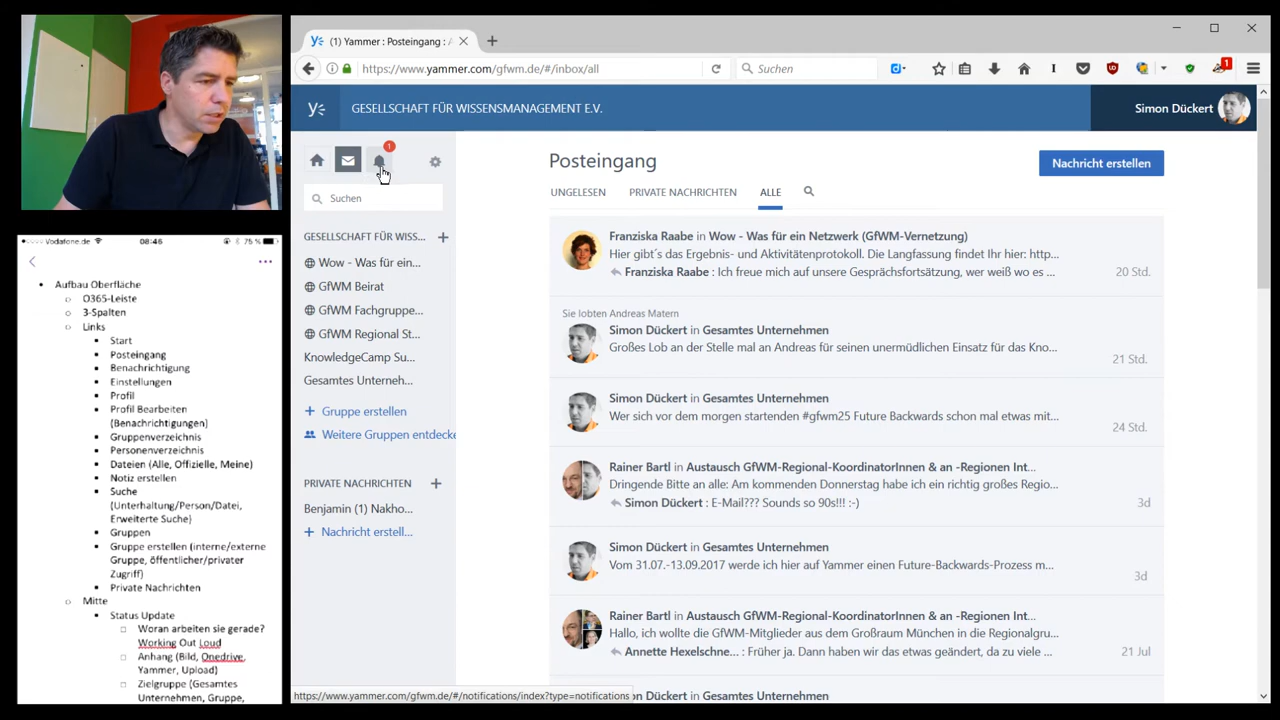 (1) Yammer : Posteingang : A
https://www.yammer.com/gfwm.de/#/inbox/all
Suchen
1
GESELLSCHAFT FÜR WISSENSMANAGEMENT E.V.
Simon Dückert
1
Suchen
GESELLSCHAFT FÜR WISS...
Wow - Was für ein...
GfWM Beirat
GfWM Fachgruppe...
GfWM Regional St...
KnowledgeCamp Su...
Gesamtes Unterneh...
Gruppe erstellen
Weitere Gruppen entdecke
PRIVATE NACHRICHTEN
Benjamin (1) Nakho...
Nachricht erstell...
Posteingang
Nachricht erstellen
UNGELESEN
PRIVATE NACHRICHTEN
ALLE
Franziska Raabe in Wow - Was für ein Netzwerk (GfWM-Vernetzung)
Hier gibt´s das Ergebnis- und Aktivitätenprotokoll. Die Langfassung findet Ihr hier: http...
Franziska Raabe : Ich freue mich auf unsere Gesprächsfortsätzung, wer weiß wo es ...
20 Std.
Sie lobten Andreas Matern
Simon Dückert in Gesamtes Unternehmen
Großes Lob an der Stelle mal an Andreas für seinen unermüdlichen Einsatz für das Kno...
21 Std.
Simon Dückert in Gesamtes Unternehmen
Wer sich vor dem morgen startenden #gfwm25 Future Backwards schon mal etwas mit...
24 Std.
Rainer Bartl in Austausch GfWM-Regional-KoordinatorInnen & an -Regionen Int...
Dringende Bitte an alle: Am kommenden Donnerstag habe ich ein richtig großes Regio...
Simon Dückert : E-Mail??? Sounds so 90s!!! :-)
3d
Simon Dückert in Gesamtes Unternehmen
Vom 31.07.-13.09.2017 werde ich hier auf Yammer einen Future-Backwards-Prozess m...
3d
Rainer Bartl in Austausch GfWM-Regional-KoordinatorInnen & an -Regionen Int...
Hallo, ich wollte die GfWM-Mitglieder aus dem Großraum München in die Regionalgru...
Annette Hexelschne... : Früher ja. Dann haben wir das etwas geändert, da zu viele ...
21 Jul
Simon Dückert in Gesamtes Unternehmen
https://www.yammer.com/gfwm.de/#/notifications/index?type=notifications
Vodafone.de
08:46
75 %
Aufbau Oberfläche
O365-Leiste
3-Spalten
Links
Start
Posteingang
Benachrichtigung
Einstellungen
Profil
Profil Bearbeiten
(Benachrichtigungen)
Gruppenverzeichnis
Personenverzeichnis
Dateien (Alle, Offizielle, Meine)
Notiz erstellen
Suche
(Unterhaltung/Person/Datei,
Erweiterte Suche)
Gruppen
Gruppe erstellen (interne/externe
Gruppe, öffentlicher/privater
Zugriff)
Private Nachrichten
Mitte
Status Update
Woran arbeiten sie gerade?
Working Out Loud
Anhang (Bild, Onedrive,
Yammer, Upload)
Zielgruppe (Gesamtes
Unternehmen, Gruppe,